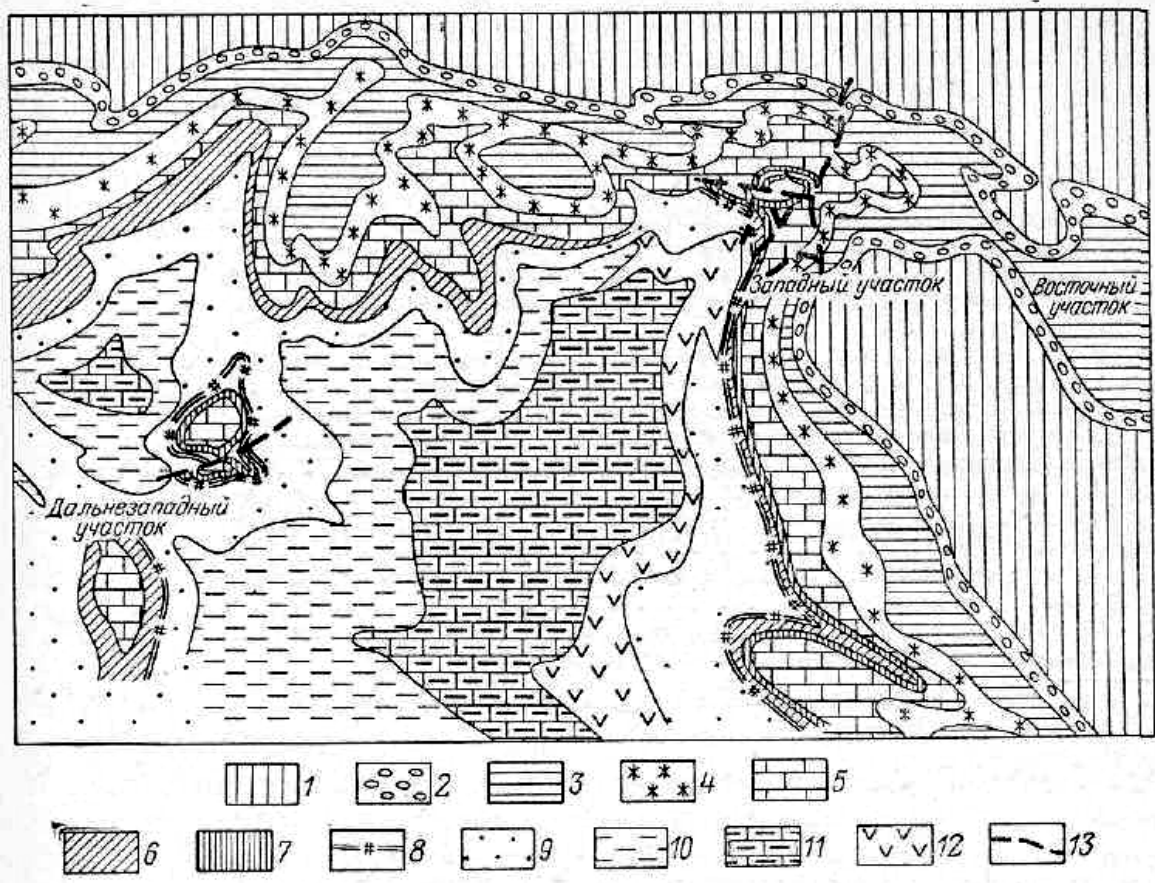 Западный участок
Восточный
участок
Дальнезападный
участок
1 2 3 4 5
6 7 8 9 10 11 12 13